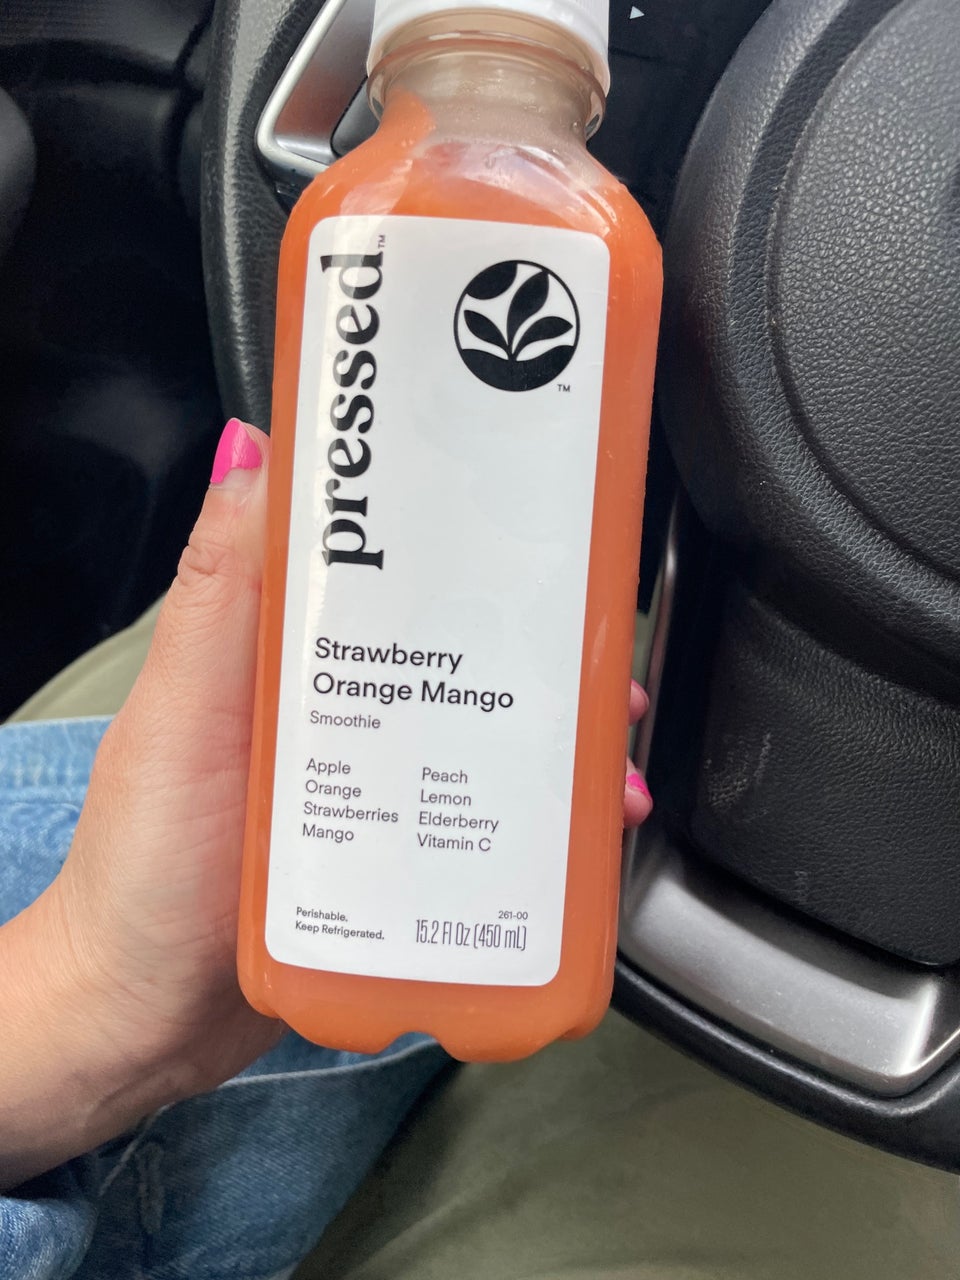 pressed™
TM
Strawberry
Orange Mango
Smoothie
Apple
Orange
Strawberries
Mango
Peach
Lemon
Elderberry
Vitamin C
Perishable.
Keep Refrigerated.
261-00
15.2 Fl Oz (450 mL)